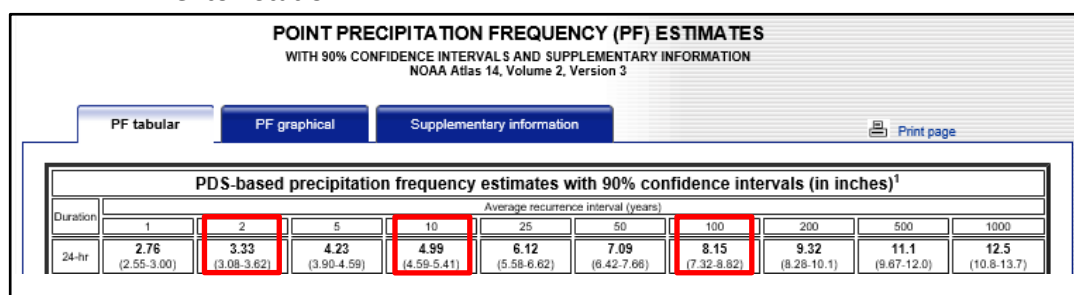 POINT PRECIPITATION FREQUENCY (PF) ESTIMATES
WITH 90% CONFIDENCE INTERVALS AND SUPPLEMENTARY INFORMATION
NOAA Atlas 14, Volume 2, Version 3
PF tabular PF graphical Supplementary information Print page
PDS-based precipitation frequency estimates with 90% confidence intervals (in inches)1
Duration Average recurrence interval (years)
1 2 5 10 25 50 100 200 500 1000
24-hr 2.76 3.33 4.23 4.99 6.12 7.09 8.15 9.32 11.1 12.5
(2.55-3.00) (3.08-3.62) (3.90-4.59) (4.59-5.41) (5.58-6.62) (6.42-7.66) (7.32-8.82) (8.28-10.1) (9.67-12.0) (10.8-13.7)